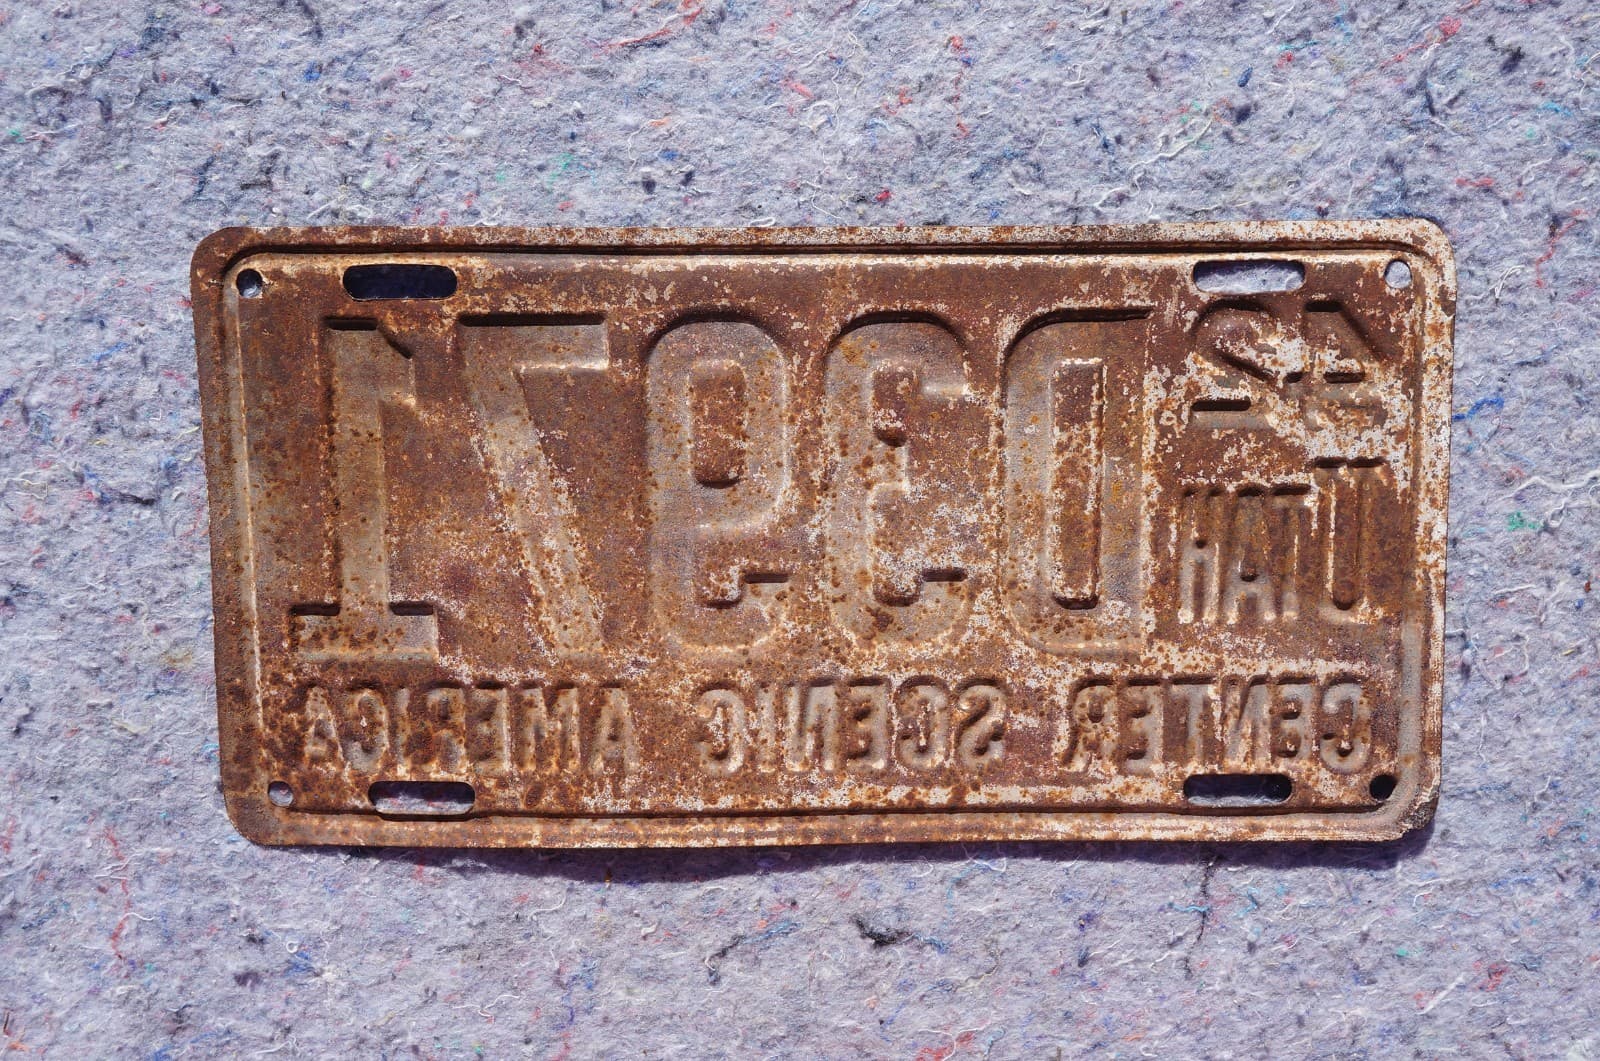 42
UTAH
D3971
CENTER SCENIC AMERICA